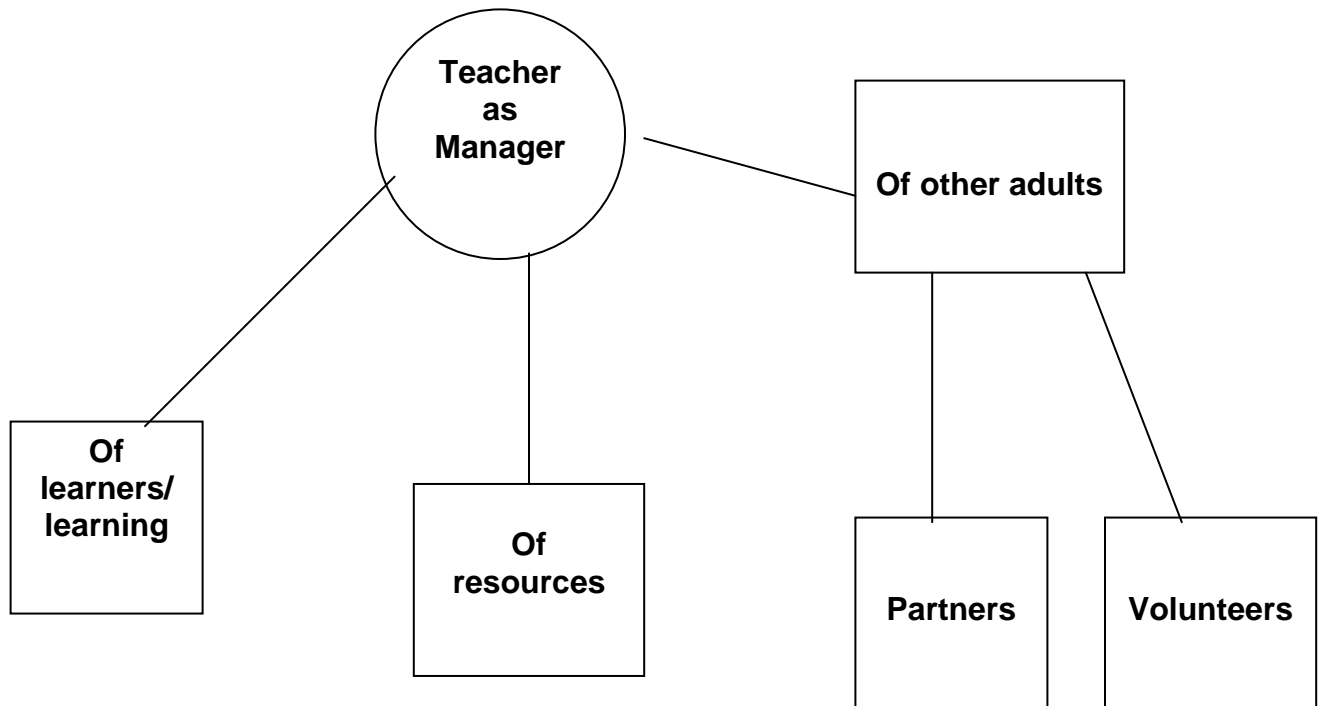 Teacher
as
Manager
Of other adults
Of
learners/
learning
Of
resources
Partners
Volunteers